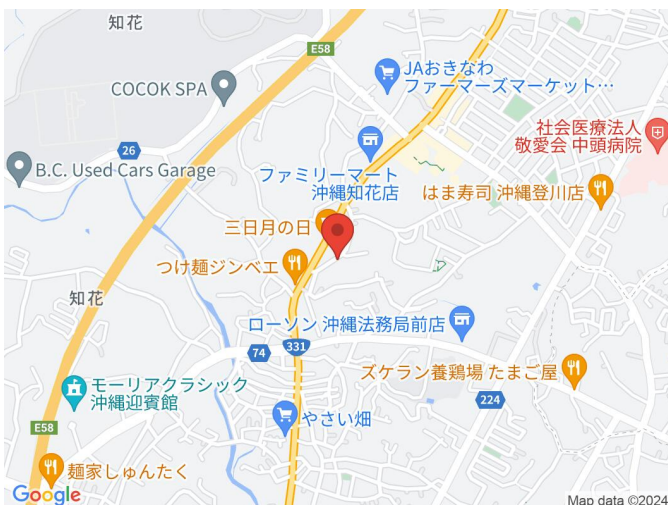 知花
E58
COCOK SPA
JAおきなわ
ファーマーズマーケット…
26
B.C. Used Cars Garage
社会医療法人
敬愛会 中頭病院
ファミリーマート
沖縄知花店
はま寿司 沖縄登川店
三日月の日
つけ麺ジンベエ
知花
ローソン 沖縄法務局前店
74
331
ズケラン養鶏場 たまご屋
モーリアクラシック
沖縄迎賓館
224
やさい畑
E58
麺家しゅんたく
Google
Map data ©2024